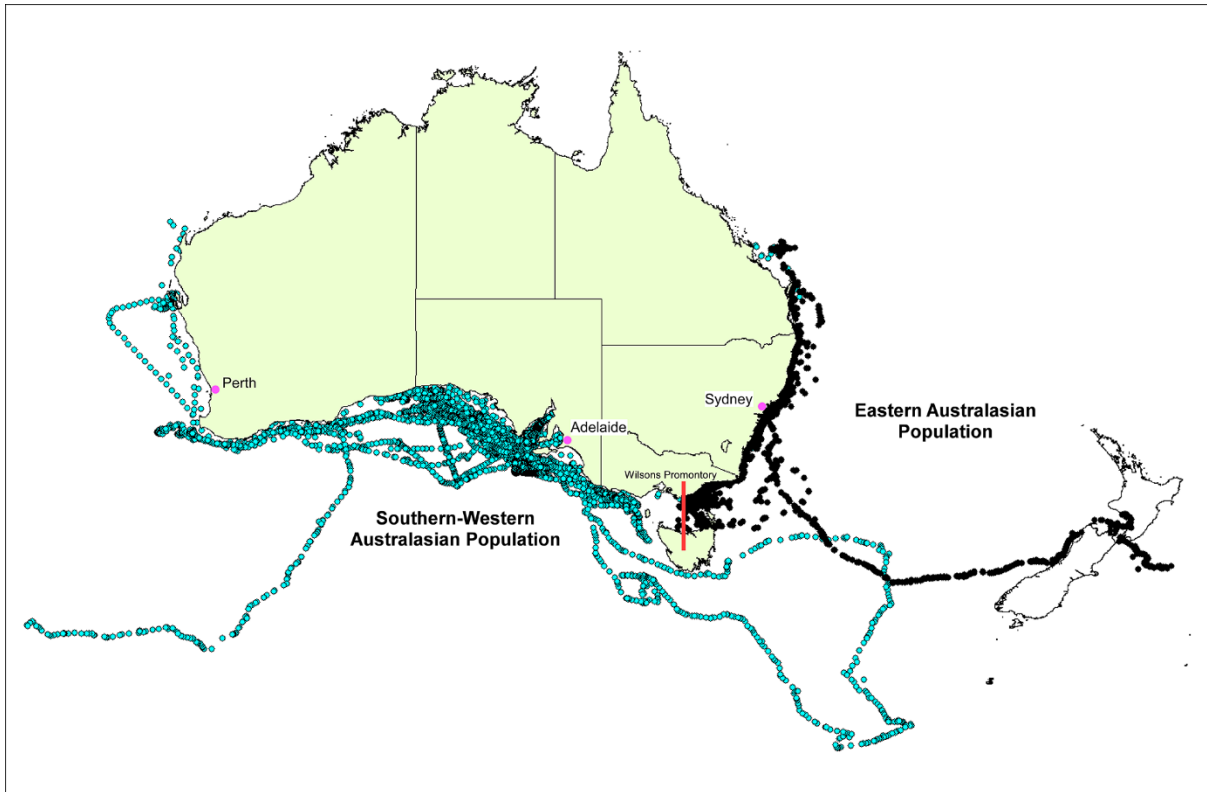 Perth
Sydney
Adelaide
Eastern Australasian
Population
Wilsons Promontory
Southern-Western
Australasian Population